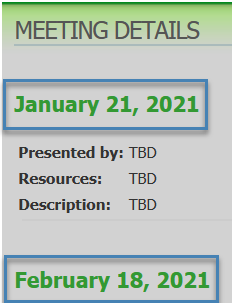 MEETING DETAILS
January 21, 2021
Presented by: TBD
Resources: TBD
Description: TBD
February 18, 2021